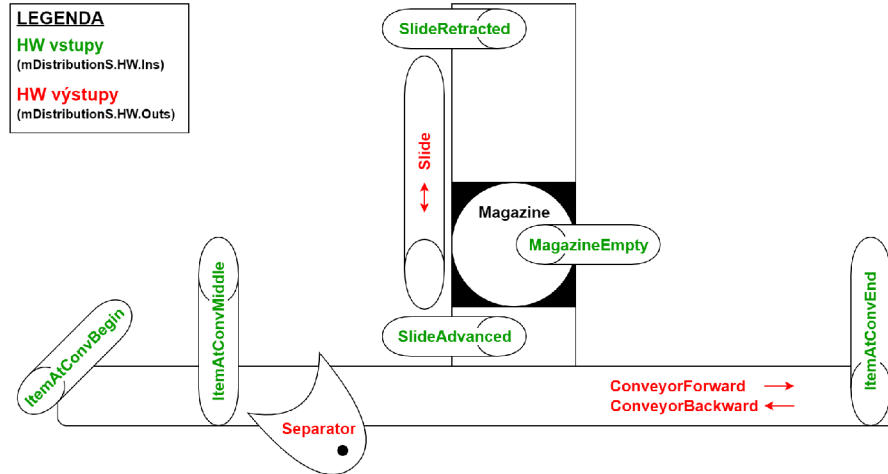 LEGENDA
HW vstupy
(mDistributionS.HW.Ins)
HW výstupy
(mDistributionS.HW.Outs)
SlideRetracted
Slide
Magazine
MagazineEmpty
SlideAdvanced
ItemAtConvBegin
ItemAtConvMiddle
Separator
ConveyorForward
ConveyorBackward
ItemAtConvEnd